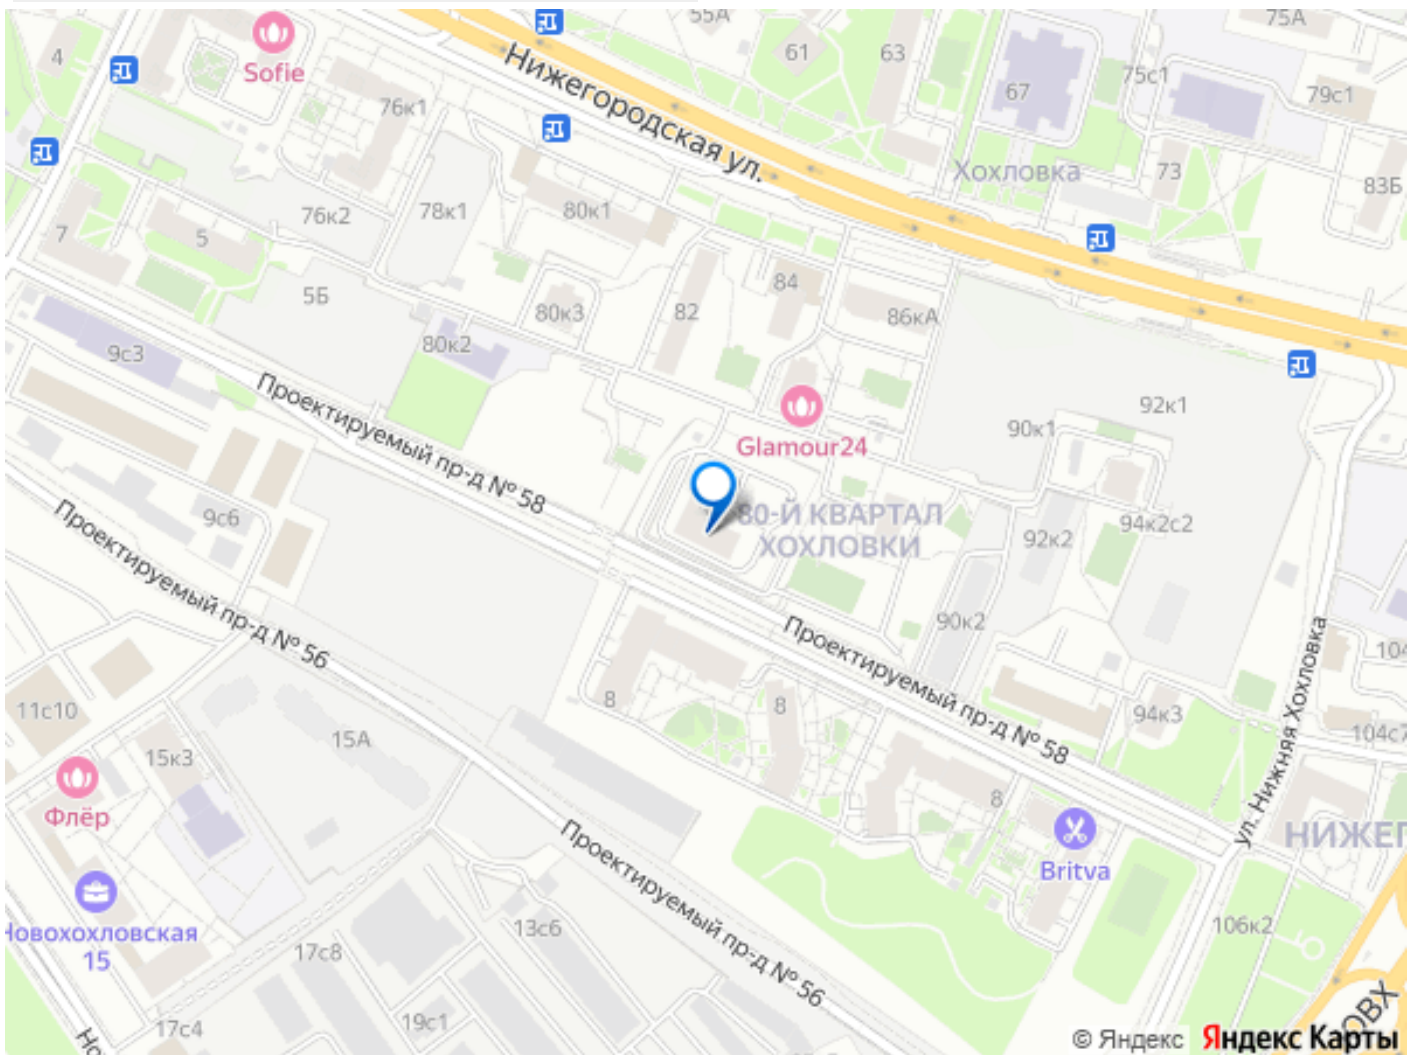 55А
75А
4
Sofie
61
63
67
75с1
79с1
Нижегородская ул.
76к1
Хохловка
73
83Б
76к2
78к1
80к1
7
5
5Б
80к3
82
84
86кА
9с3
80к2
Проектируемый пр-д № 58
Glamour24
90к1
92к1
Проектируемый пр-д № 56
9с6
80-Й КВАРТАЛ
ХОХЛОВКИ
92к2
94к2с2
90к2
Проектируемый пр-д № 58
ул. Нижняя Хохловка
104
11с10
15А
8
8
94к3
104с7
15к3
Флёр
8
Britva
НИЖЕГ
Проектируемый пр-д № 56
Новохохловская
15
13с6
106к2
17с8
17с4
19с1
Но
ОВХ
© Яндекс Яндекс Карты